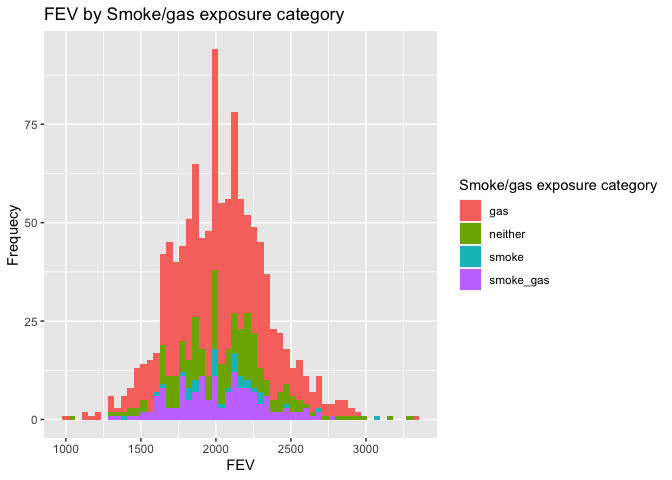 FEV by Smoke/gas exposure category
75
50
25
0
Frequecy
1000 1500 2000 2500 3000
FEV
Smoke/gas exposure category
gas
neither
smoke
smoke_gas